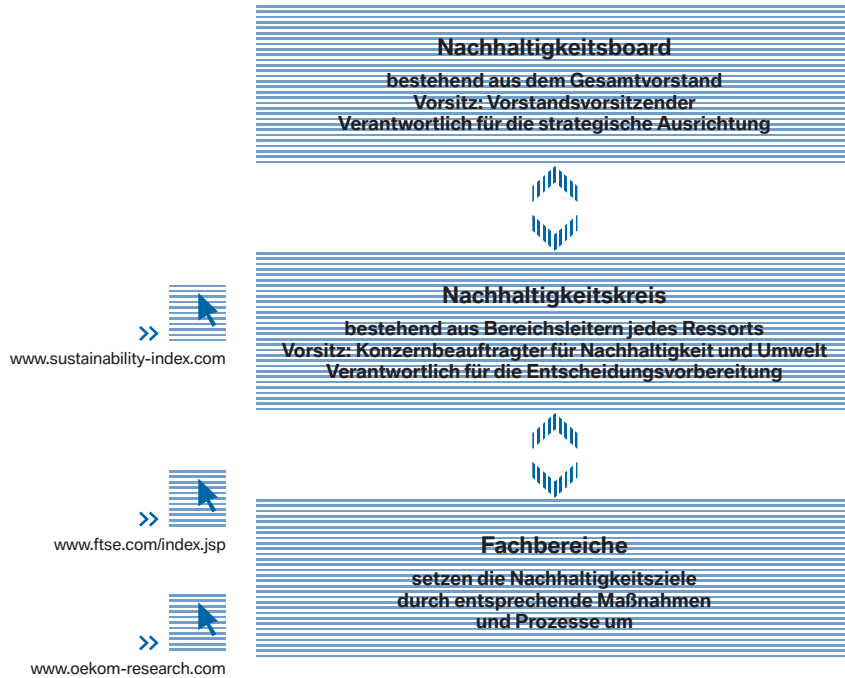 Nachhaltigkeitsboard
bestehend aus dem Gesamtvorstand
Vorsitz: Vorstandsvorsitzender
Verantwortlich für die strategische Ausrichtung
Nachhaltigkeitskreis
bestehend aus Bereichsleitern jedes Ressorts
Vorsitz: Konzernbeauftragter für Nachhaltigkeit und Umwelt
Verantwortlich für die Entscheidungsvorbereitung
>>
www.sustainability-index.com
>>
www.ftse.com/index.jsp
Fachbereiche
setzen die Nachhaltigkeitsziele
durch entsprechende Maßnahmen
und Prozesse um
>>
www.oekom-research.com